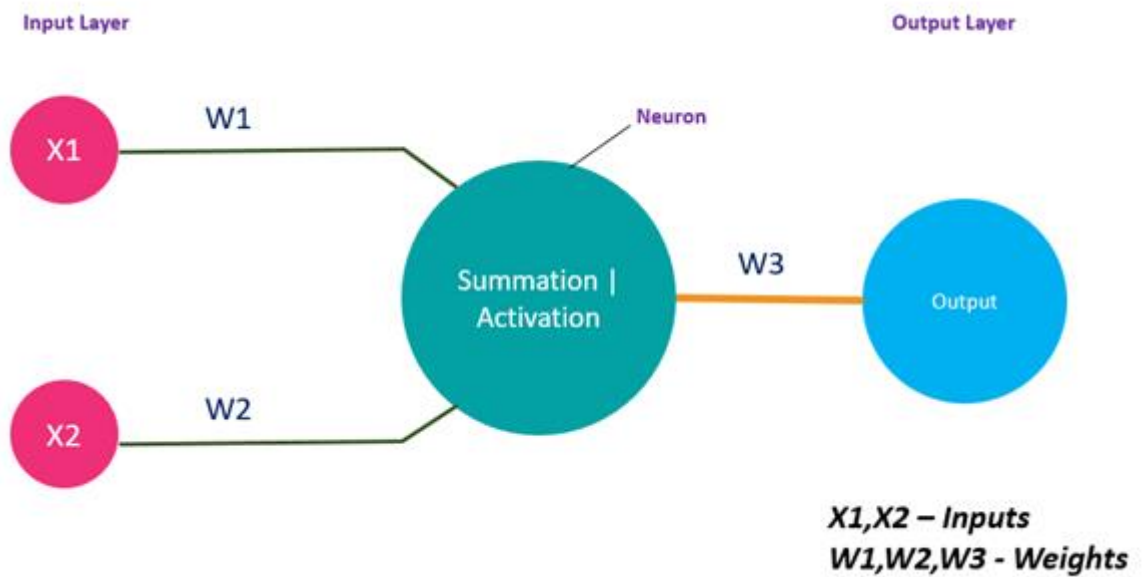 Input Layer
Output Layer
X1
W1
Neuron
Summation |
Activation
W3
Output
X2
W2
X1,X2 – Inputs
W1,W2,W3 - Weights